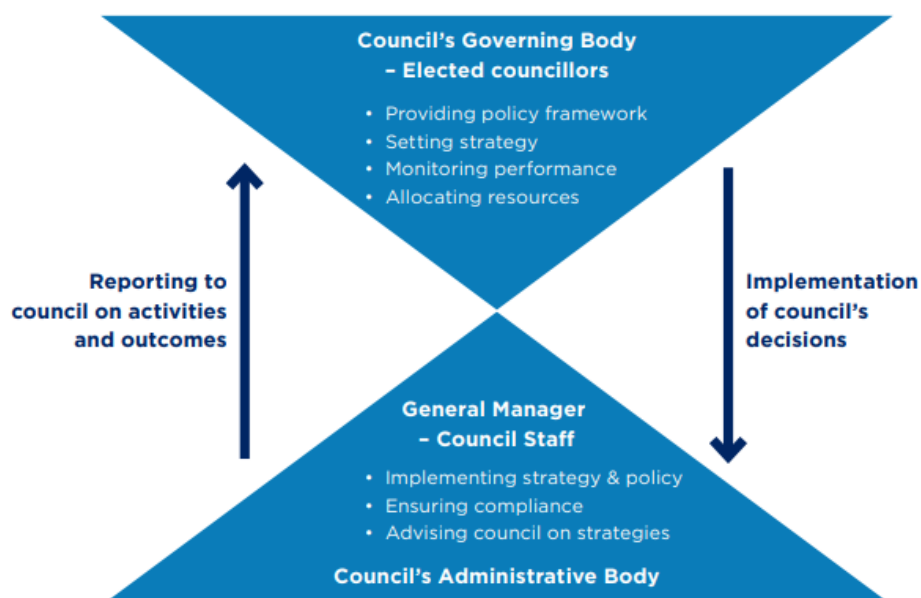 Council's Governing Body
– Elected councillors
• Providing policy framework
• Setting strategy
• Monitoring performance
• Allocating resources
Reporting to
council on activities
and outcomes
Implementation
of council's
decisions
General Manager
– Council Staff
• Implementing strategy & policy
• Ensuring compliance
• Advising council on strategies
Council's Administrative Body